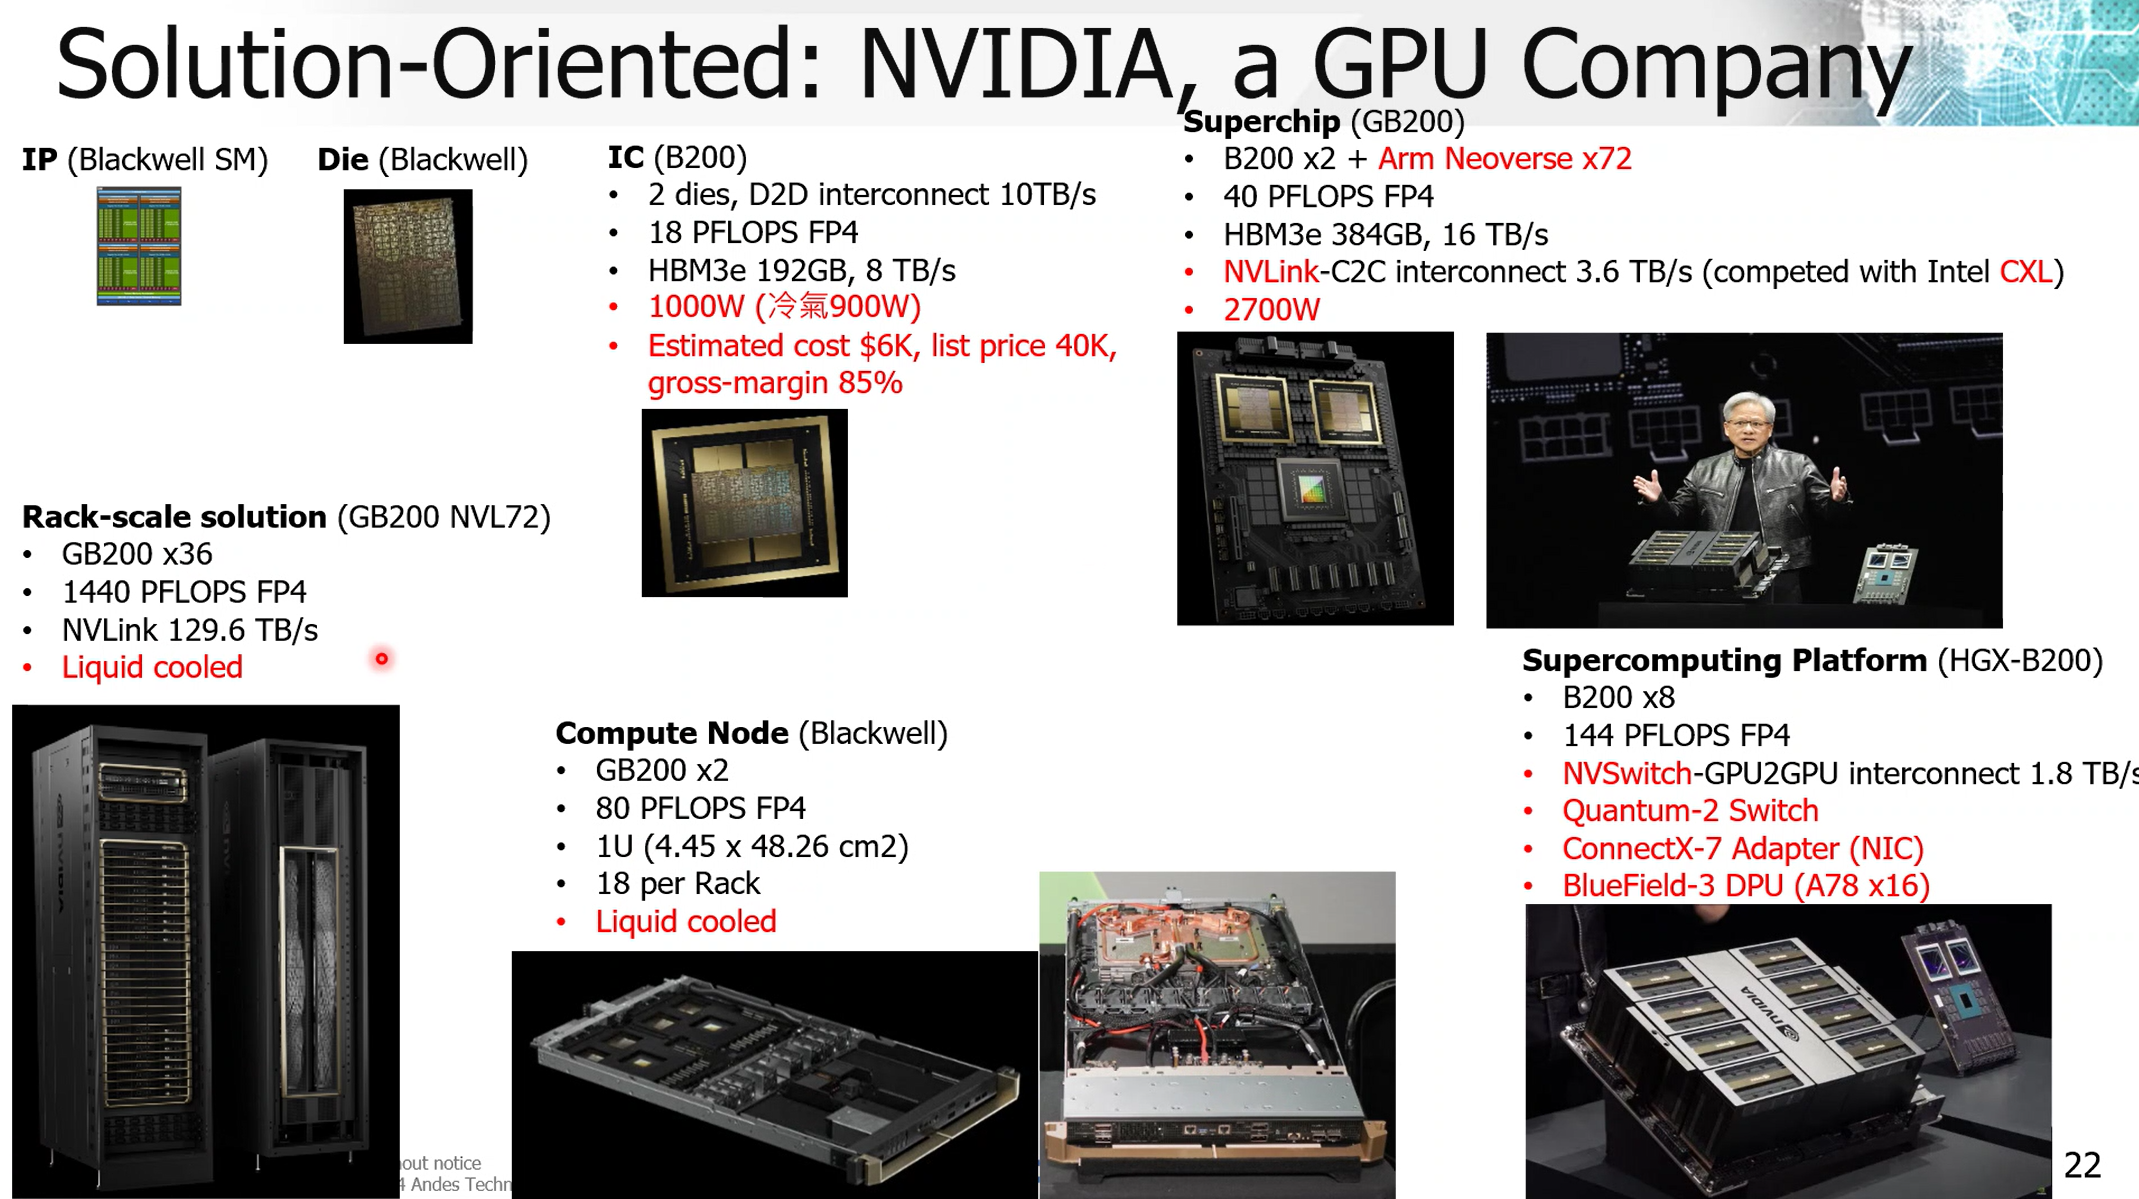 Solution-Oriented: NVIDIA, a GPU Company
IP (Blackwell SM)
Die (Blackwell)
IC (B200)
• 2 dies, D2D interconnect 10TB/s
• 18 PFLOPS FP4
• HBM3e 192GB, 8 TB/s
• 1000W (冷氣900W)
• Estimated cost $6K, list price 40K,
gross-margin 85%
Superchip (GB200)
• B200 x2 + Arm Neoverse x72
• 40 PFLOPS FP4
• HBM3e 384GB, 16 TB/s
• NVLink-C2C interconnect 3.6 TB/s (competed with Intel CXL)
• 2700W
Rack-scale solution (GB200 NVL72)
• GB200 x36
• 1440 PFLOPS FP4
• NVLink 129.6 TB/s
• Liquid cooled
Compute Node (Blackwell)
• GB200 x2
• 80 PFLOPS FP4
• 1U (4.45 x 48.26 cm2)
• 18 per Rack
• Liquid cooled
Supercomputing Platform (HGX-B200)
• B200 x8
• 144 PFLOPS FP4
• NVSwitch-GPU2GPU interconnect 1.8 TB/s
• Quantum-2 Switch
• ConnectX-7 Adapter (NIC)
• BlueField-3 DPU (A78 x16)
NVIDIA
NVIDIA
out notice
4 Andes Techn
22